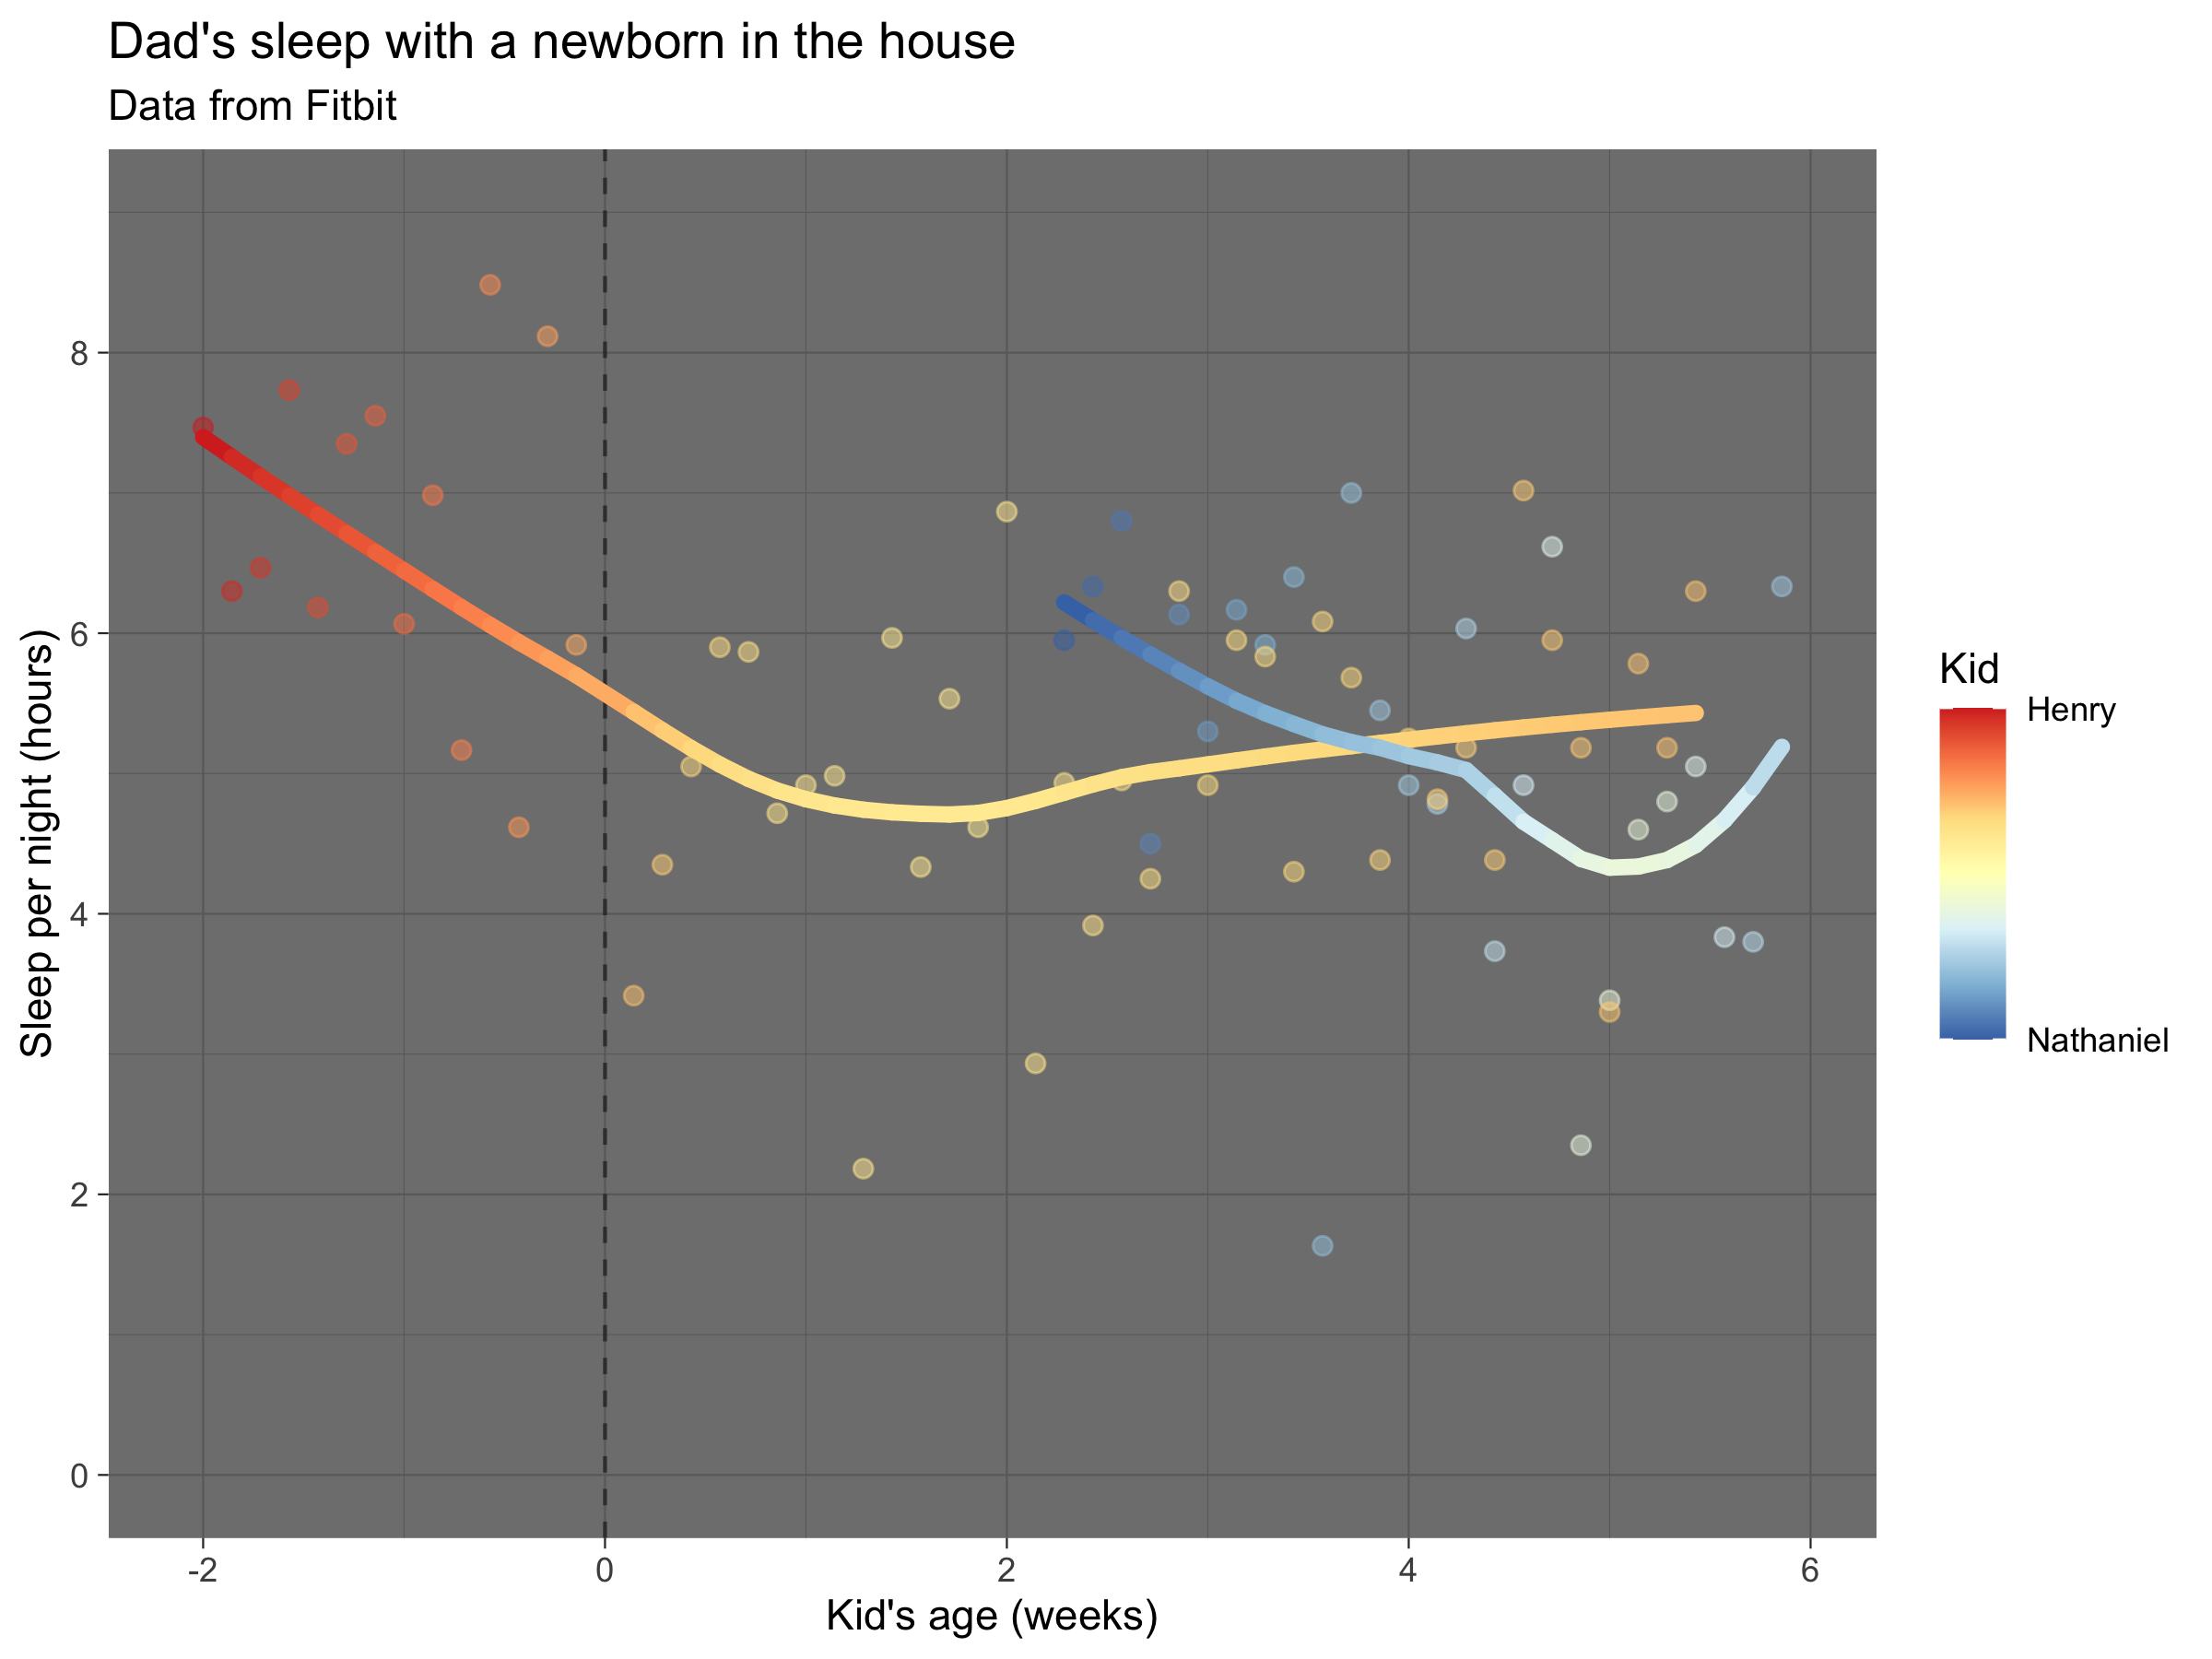 Dad's sleep with a newborn in the house
Data from Fitbit
Sleep per night (hours)
8
6
4
2
0
-2
0
2
4
6
Kid's age (weeks)
Kid
Henry
Nathaniel